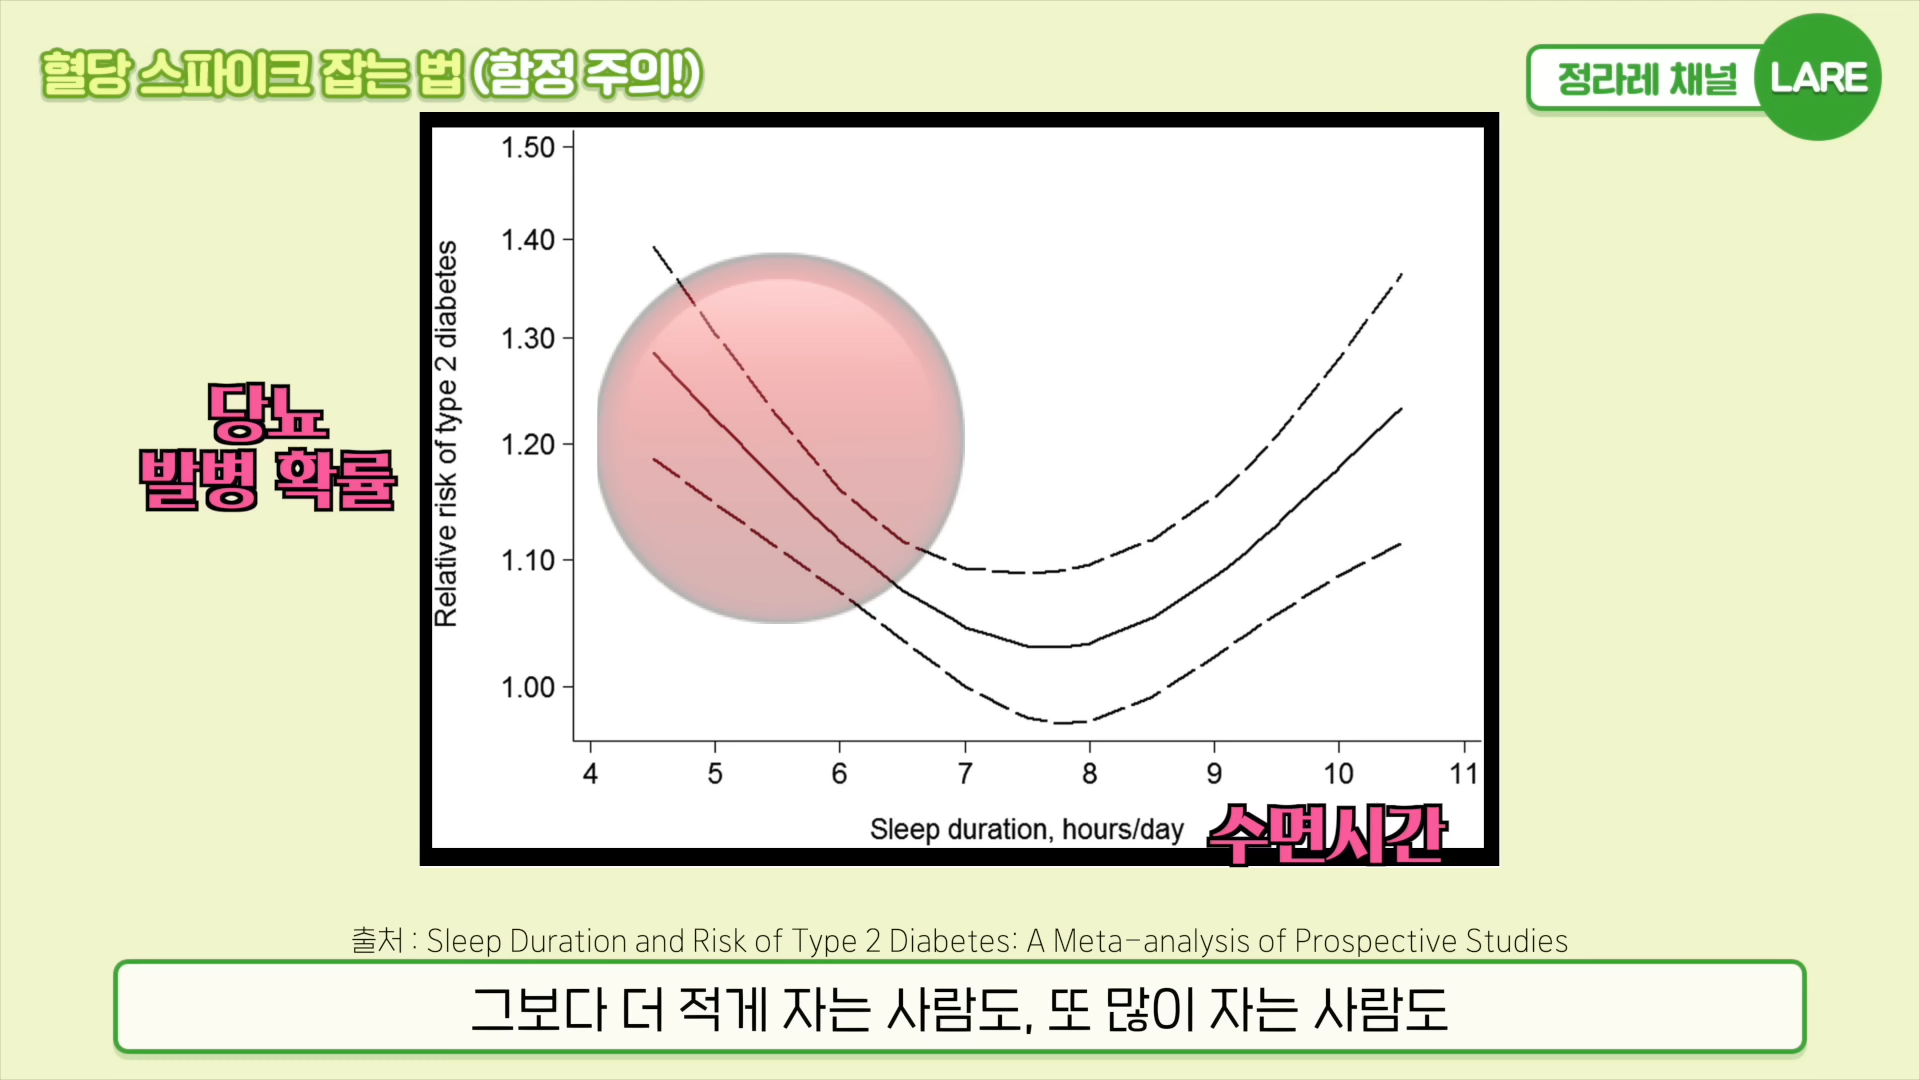 혈당 스파이크 잡는 법 (함정 주의!)
정라레 채널 LARE
1.50
1.40
1.30
1.20
1.10
1.00
Relative risk of type 2 diabetes
당뇨
발병 확률
4 5 6 7 8 9 10 11
Sleep duration, hours/day
수면시간
출처 : Sleep Duration and Risk of Type 2 Diabetes: A Meta-analysis of Prospective Studies
그보다 더 적게 자는 사람도, 또 많이 자는 사람도